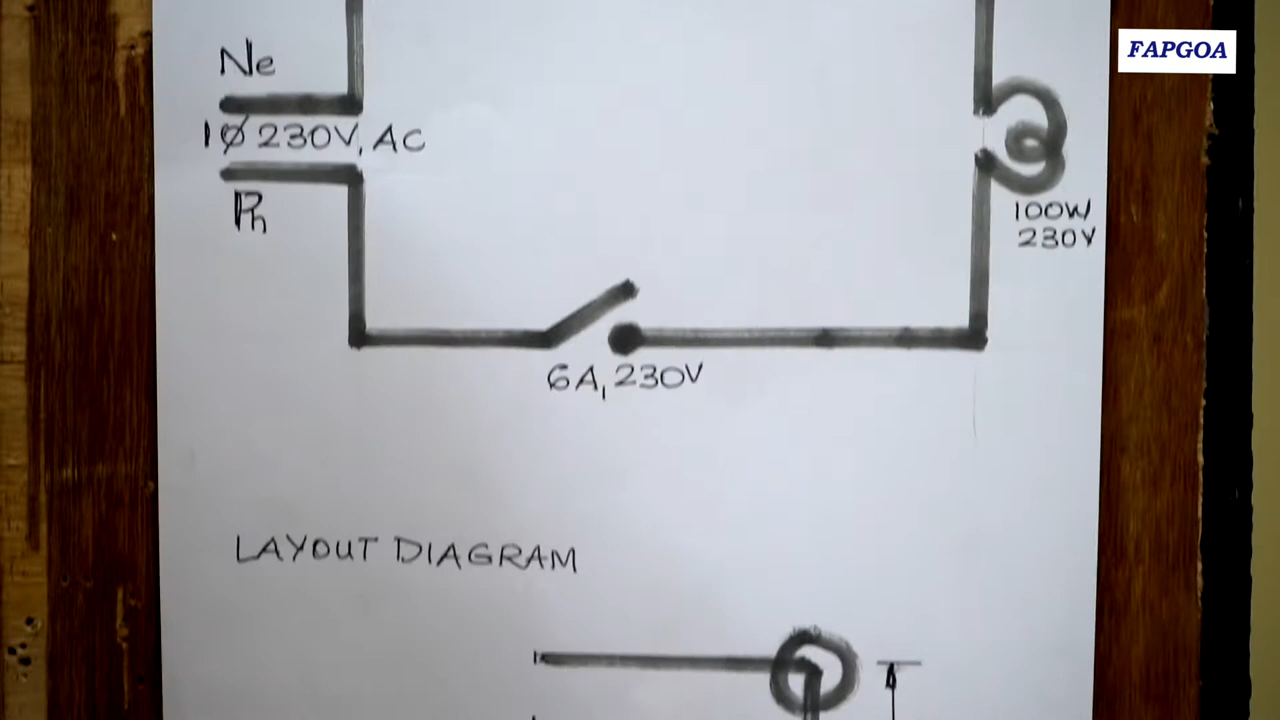 FAPGOA
Ne
1Ø 230V, AC
Ph
100W
230V
6A, 230V
LAYOUT DIAGRAM